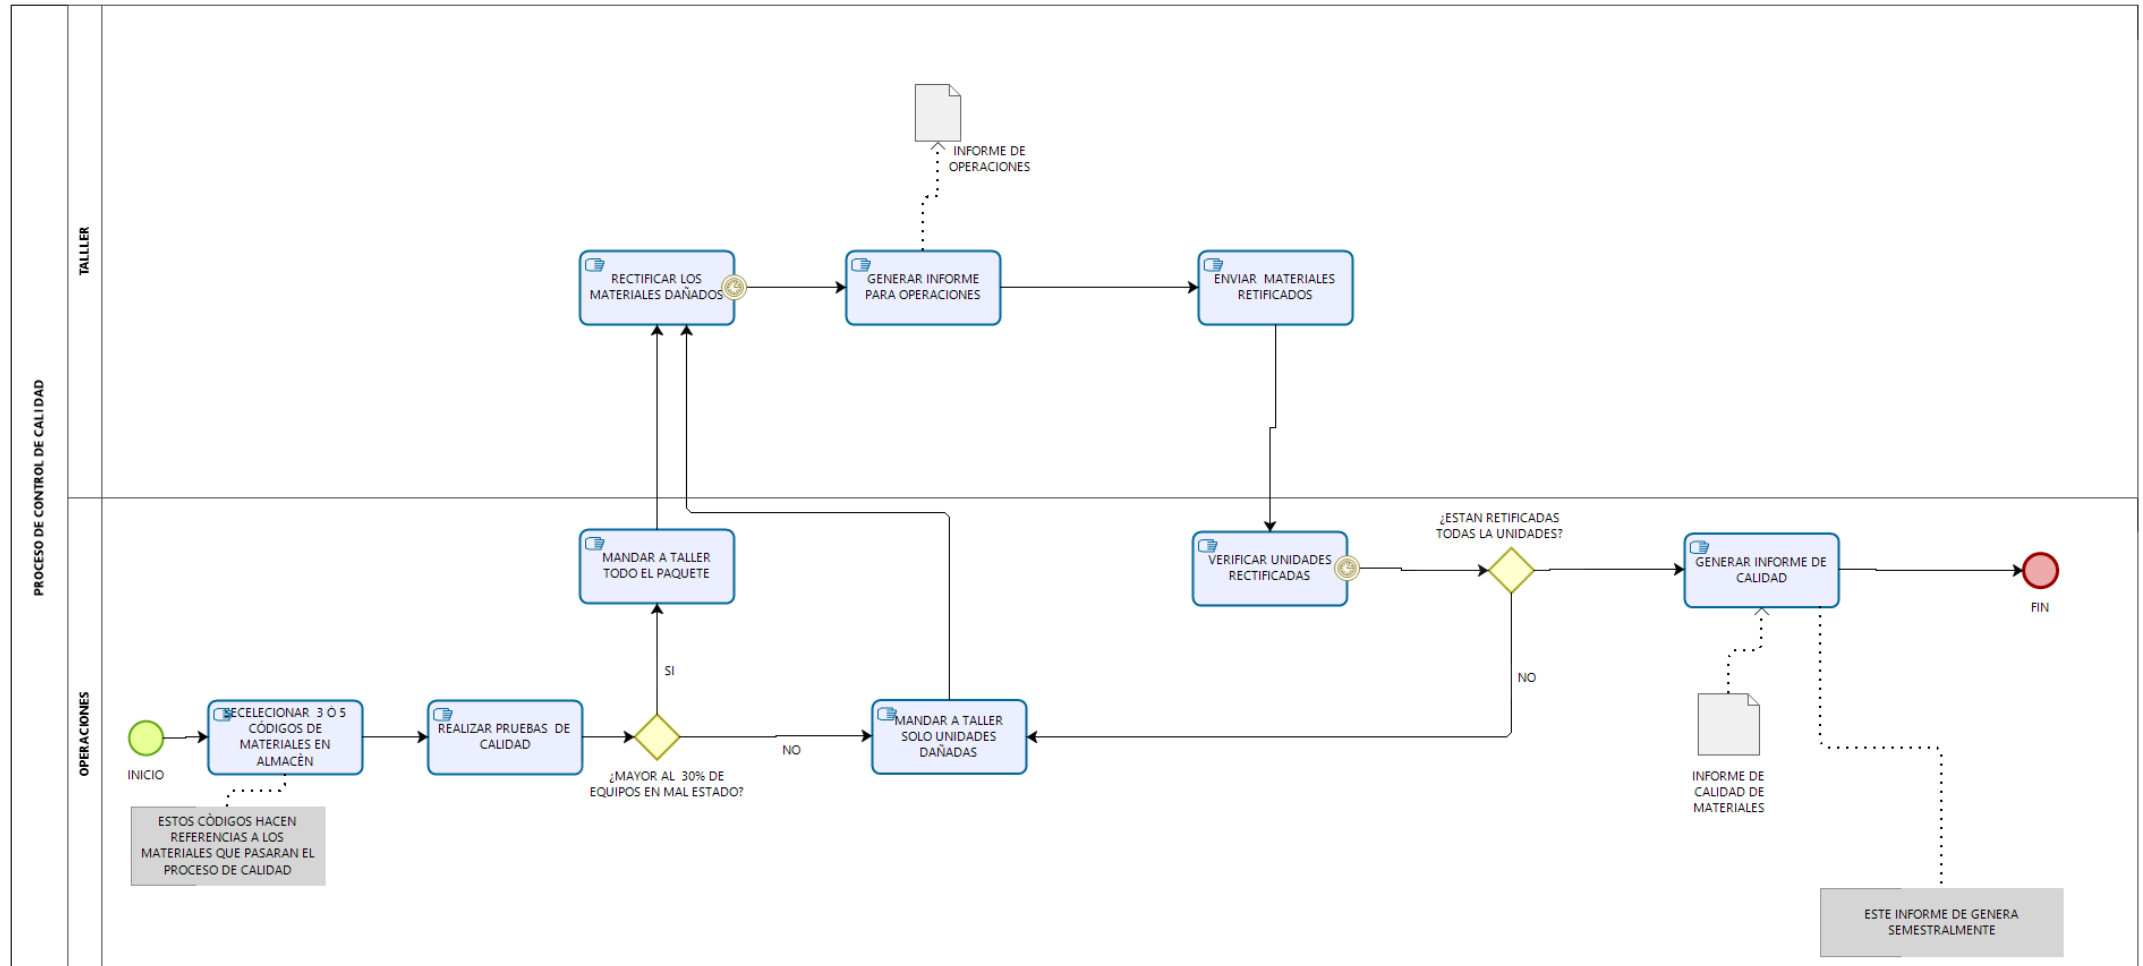 PROCESO DE CONTROL DE CALIDAD
TALLER
INFORME DE
OPERACIONES
RECTIFICAR LOS
MATERIALES DAÑADOS
GENERAR INFORME
PARA OPERACIONES
ENVIAR  MATERIALES
RETIFICADOS
OPERACIONES
MANDAR A TALLER
TODO EL PAQUETE
VERIFICAR UNIDADES
RECTIFICADAS
¿ESTAN RETIFICADAS
TODAS LA UNIDADES?
GENERAR INFORME DE
CALIDAD
FIN
SI
NO
INICIO
SECELECIONAR  3 Ò 5
CÓDIGOS DE
MATERIALES EN
ALMACÈN
REALIZAR PRUEBAS  DE
CALIDAD
¿MAYOR AL  30% DE
EQUIPOS EN MAL ESTADO?
NO
MANDAR A TALLER
SOLO UNIDADES
DAÑADAS
INFORME DE
CALIDAD DE
MATERIALES
ESTOS CÒDIGOS HACEN
REFERENCIAS A LOS
MATERIALES QUE PASARAN EL
PROCESO DE CALIDAD
ESTE INFORME DE GENERA
SEMESTRALMENTE